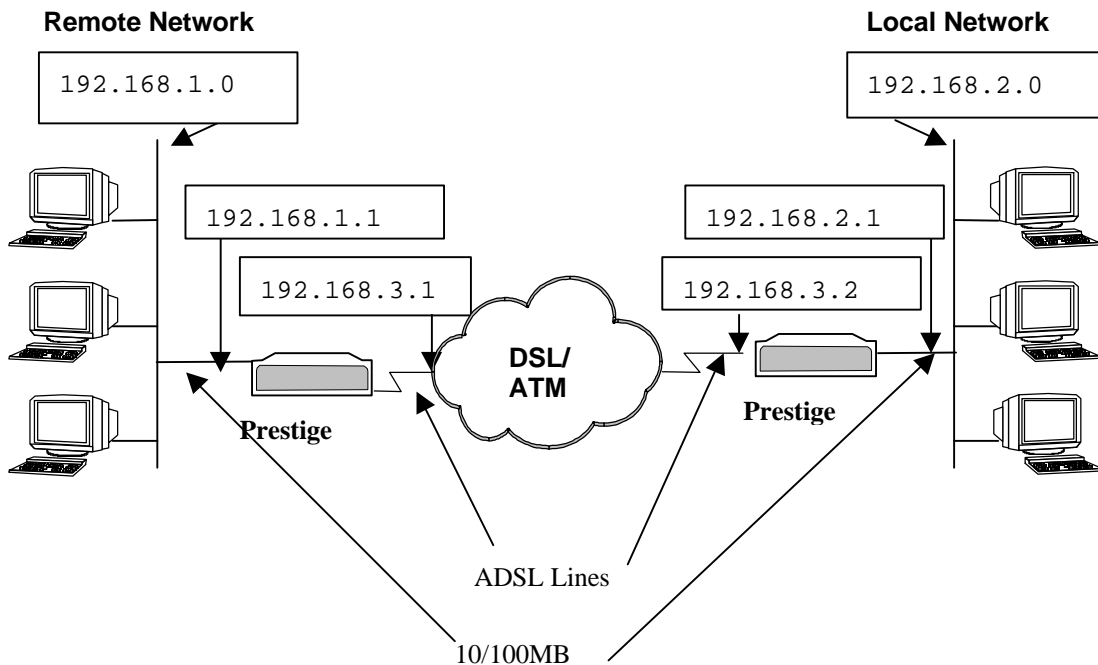 Remote Network
Local Network
192.168.1.0
192.168.2.0
192.168.1.1
192.168.2.1
192.168.3.1
192.168.3.2
DSL/
ATM
Prestige
Prestige
ADSL Lines
10/100MB